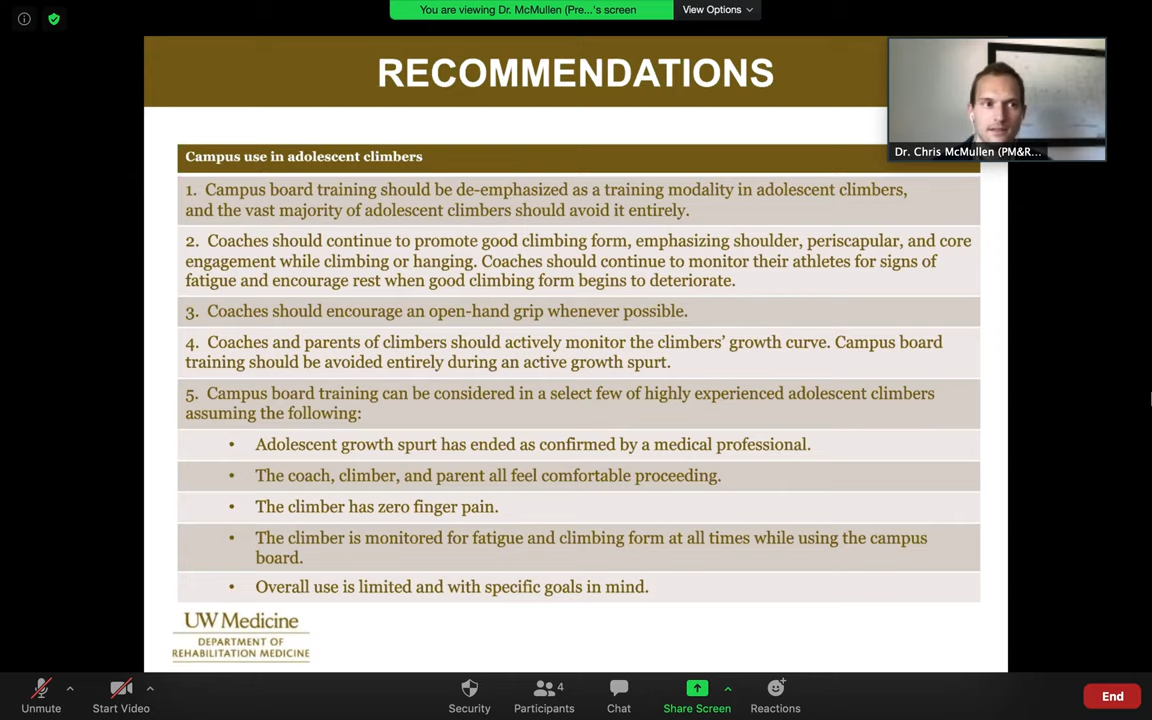 You are viewing Dr. McMullen (Pre...'s screen
View Options
RECOMMENDATIONS
Dr. Chris McMullen (PM&R...
Campus use in adolescent climbers
1. Campus board training should be de-emphasized as a training modality in adolescent climbers,
and the vast majority of adolescent climbers should avoid it entirely.
2. Coaches should continue to promote good climbing form, emphasizing shoulder, periscapular, and core
engagement while climbing or hanging. Coaches should continue to monitor their athletes for signs of
fatigue and encourage rest when good climbing form begins to deteriorate.
3. Coaches should encourage an open-hand grip whenever possible.
4. Coaches and parents of climbers should actively monitor the climbers' growth curve. Campus board
training should be avoided entirely during an active growth spurt.
5. Campus board training can be considered in a select few of highly experienced adolescent climbers
assuming the following:
• Adolescent growth spurt has ended as confirmed by a medical professional.
• The coach, climber, and parent all feel comfortable proceeding.
• The climber has zero finger pain.
• The climber is monitored for fatigue and climbing form at all times while using the campus
board.
• Overall use is limited and with specific goals in mind.
UW Medicine
DEPARTMENT OF
REHABILITATION MEDICINE
Unmute
Start Video
Security
4
Participants
Chat
Share Screen
Reactions
End